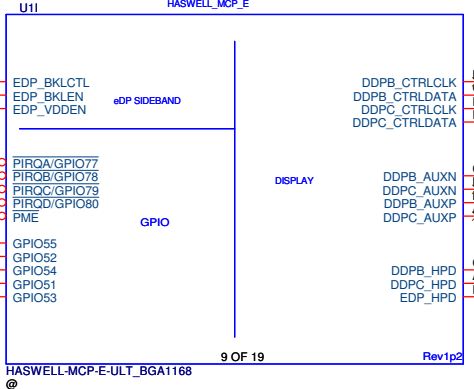 U1I
HASWELL_MCP_E
EDP_BKLCTL
EDP_BKLEN
EDP_VDDEN
eDP SIDEBAND
DDPB_CTRLCLK
DDPB_CTRLDATA
DDPC_CTRLCLK
DDPC_CTRLDATA
PIRQA/GPIO77
PIRQB/GPIO78
PIRQC/GPIO79
PIRQD/GPIO80
PME
GPIO
DISPLAY
DDPB_AUXN
DDPC_AUXN
DDPB_AUXP
DDPC_AUXP
GPIO55
GPIO52
GPIO54
GPIO51
GPIO53
DDPB_HPD
DDPC_HPD
EDP_HPD
9 OF 19
Rev1p2
HASWELL-MCP-E-ULT_BGA1168
@